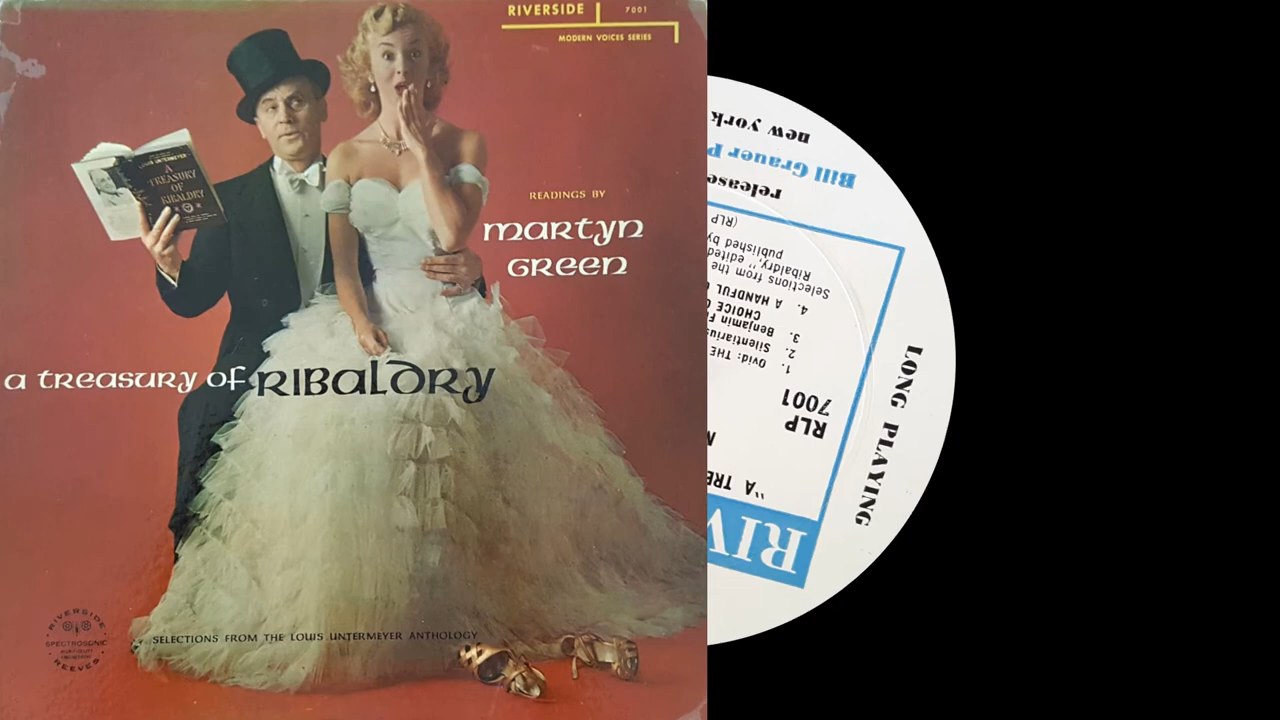 RIVERSIDE
7001
MODERN VOICES SERIES
LOUIS UNTERMEYER
A
TREASURY
OF
RIBALDRY
READINGS BY
martyn
GREEN
a treasury of RIBALDRY
SELECTIONS FROM THE LOUIS UNTERMEYER ANTHOLOGY
RIVERSIDE
SPECTROSONIC
REEVES
RIV
"A TRE
RLP
7001
1. Ovid: THE
2. Silentiarius
3. Benjamin F
CHOICE O
4. A HANDFUL
Selections from the
Ribaldry," edited
published by
(RLP
release
Bill Grauer P
new york
LONG PLAYING